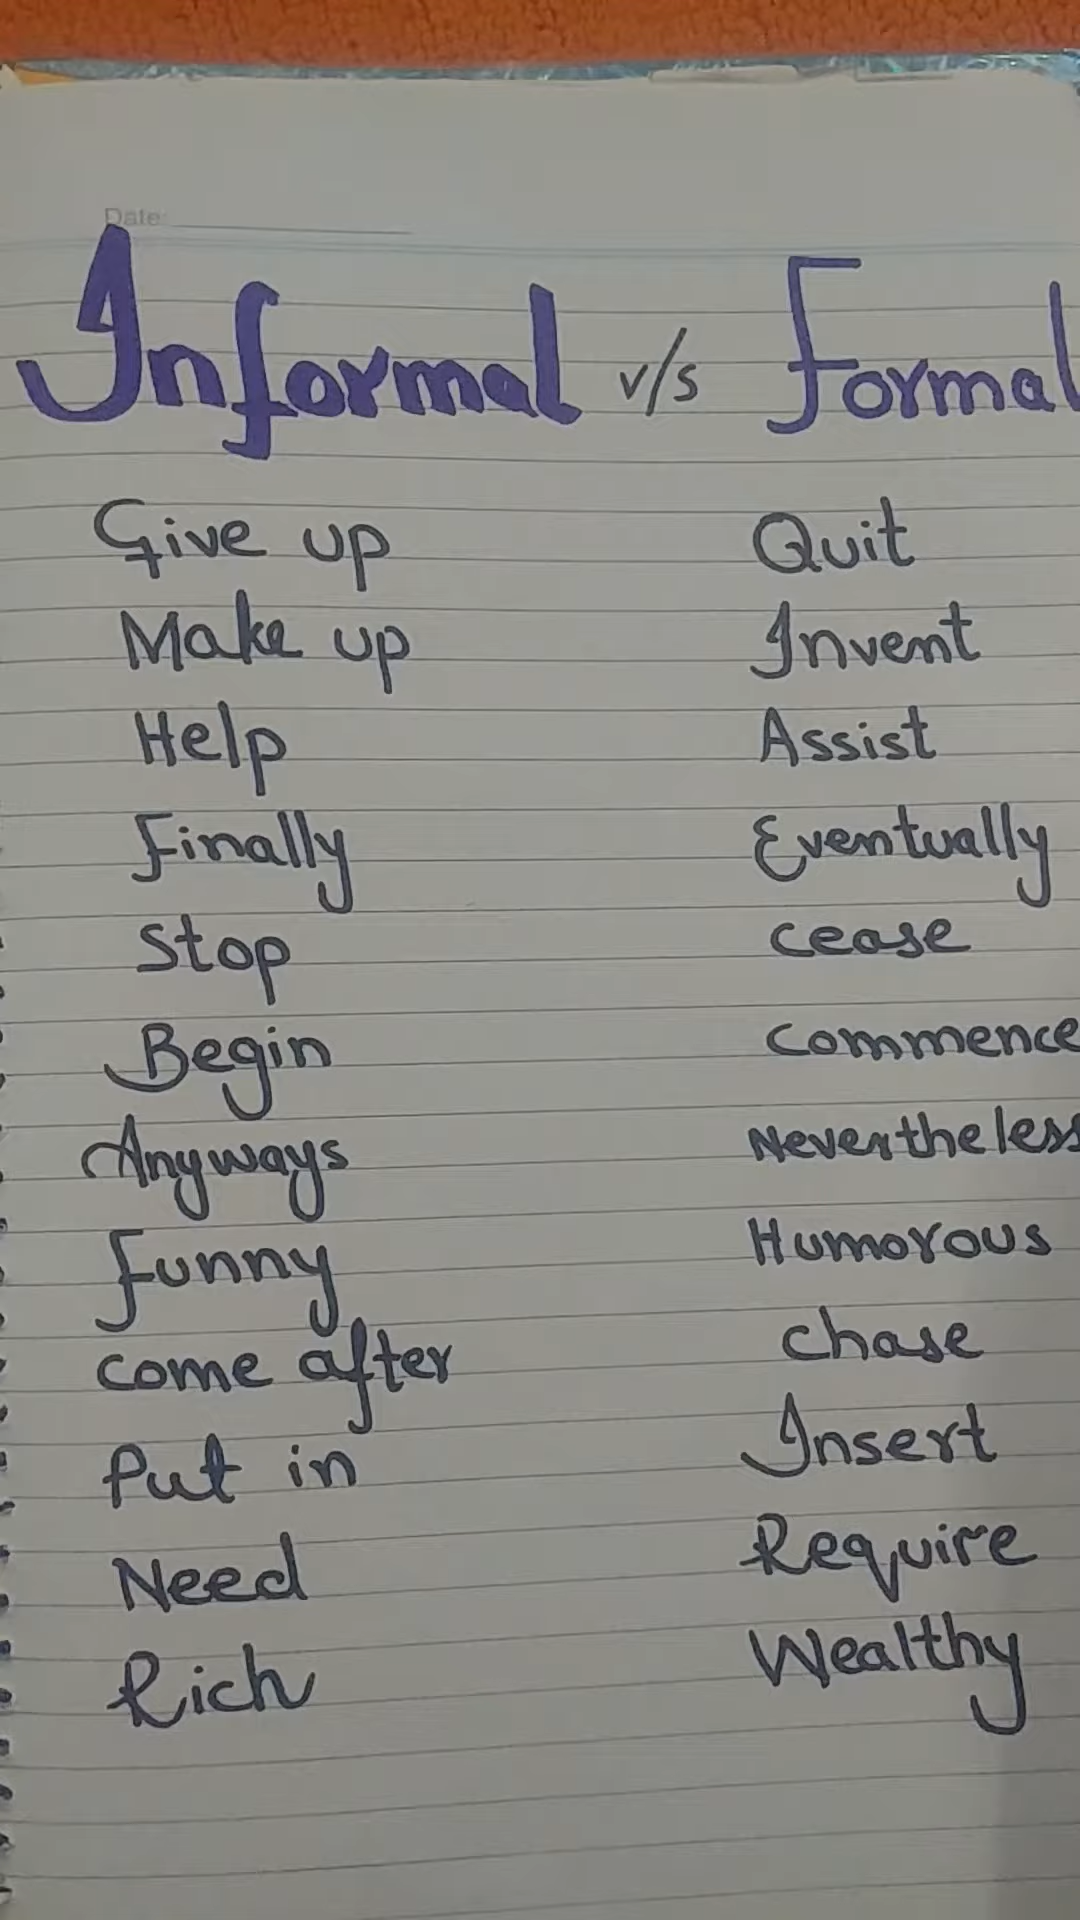 Date:
Informal v/s Formal
Give up Quit
Make up Invent
Help Assist
Finally Eventually
Stop cease
Begin commence
Anyways Nevertheless
Funny Humorous
come after chase
Put in Insert
Need Require
Rich Wealthy